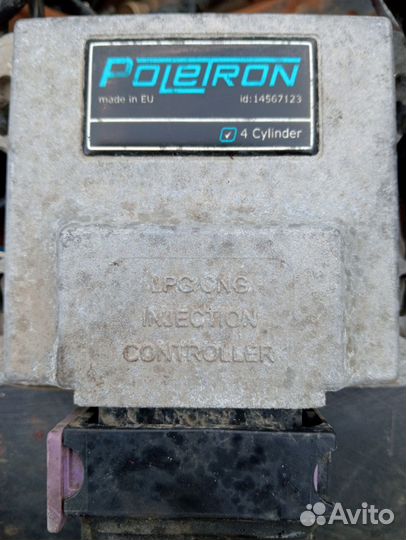 POLETRON
made in EU id:14567123
4 Cylinder
LPG/CNG
INJECTION
CONTROLLER
Avito